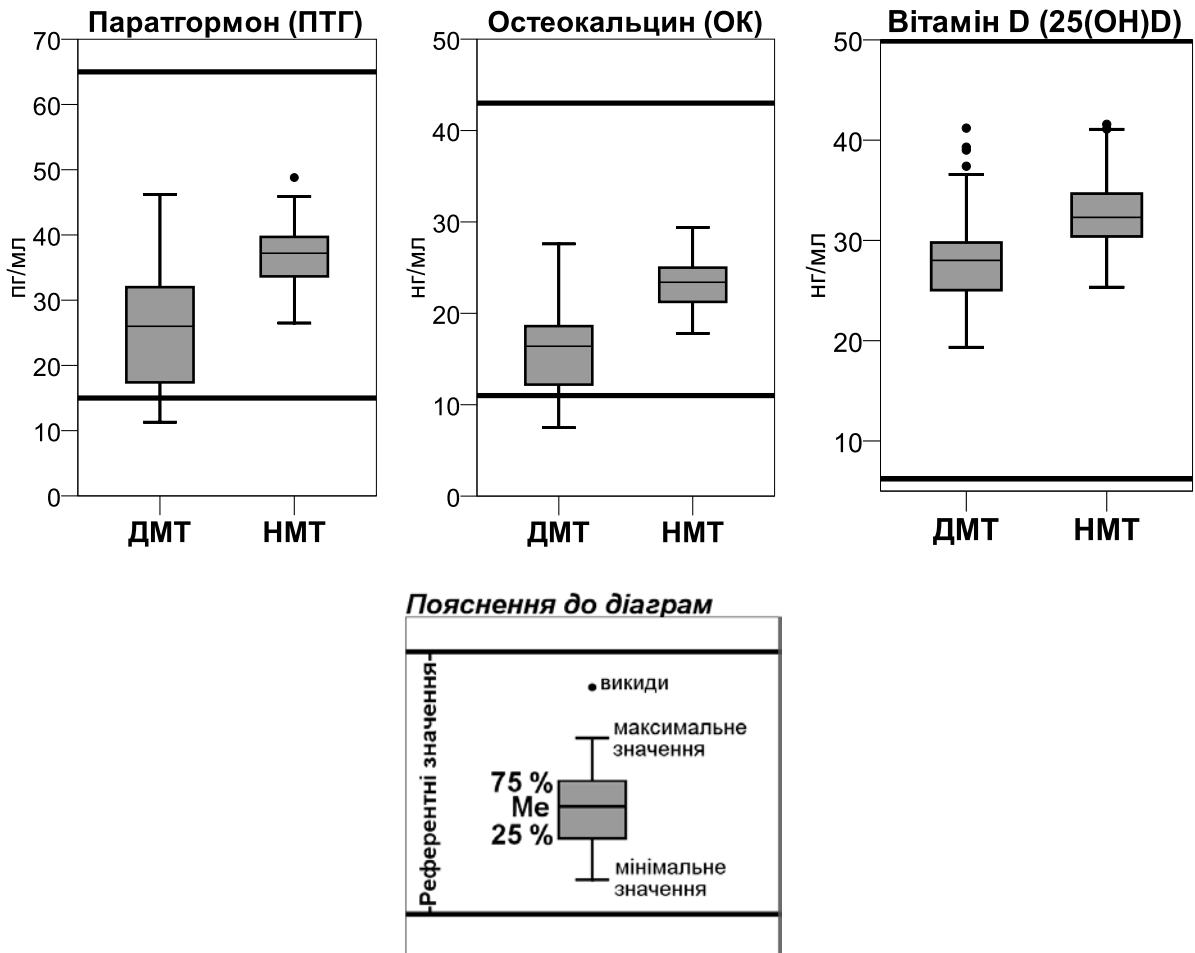 Паратгормон (ПТГ)
70
60
50
40
30
20
10
0
пг/мл
ДМТ
НМТ
Остеокальцин (ОК)
50
40
30
20
10
0
нг/мл
ДМТ
НМТ
Вітамін D (25(OH)D)
50
40
30
20
10
нг/мл
ДМТ
НМТ
Пояснення до діаграм
Референтні значення
викиди
максимальне
значення
75 %
Me
25 %
мінімальне
значення